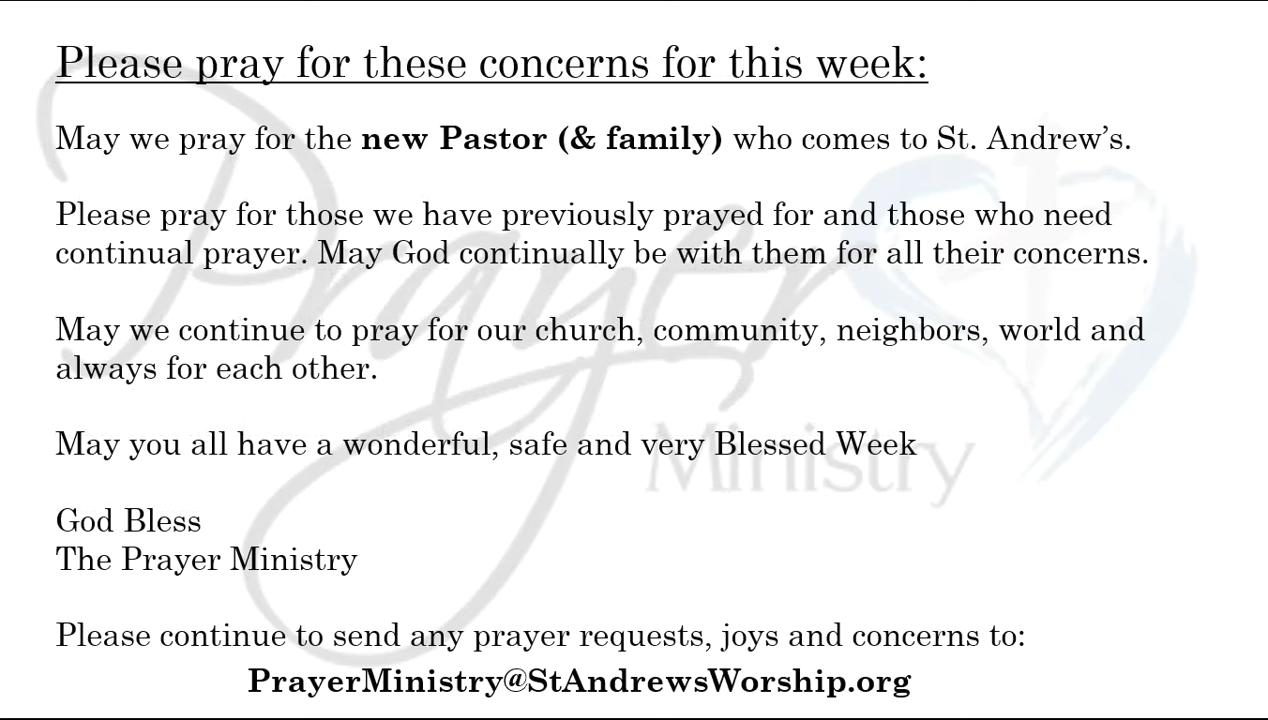 Please pray for these concerns for this week:
May we pray for the new Pastor (& family) who comes to St. Andrew’s.
Please pray for those we have previously prayed for and those who need
continual prayer. May God continually be with them for all their concerns.
May we continue to pray for our church, community, neighbors, world and
always for each other.
May you all have a wonderful, safe and very Blessed Week
God Bless
The Prayer Ministry
Please continue to send any prayer requests, joys and concerns to:
PrayerMinistry@StAndrewsWorship.org
Prayer
Ministry